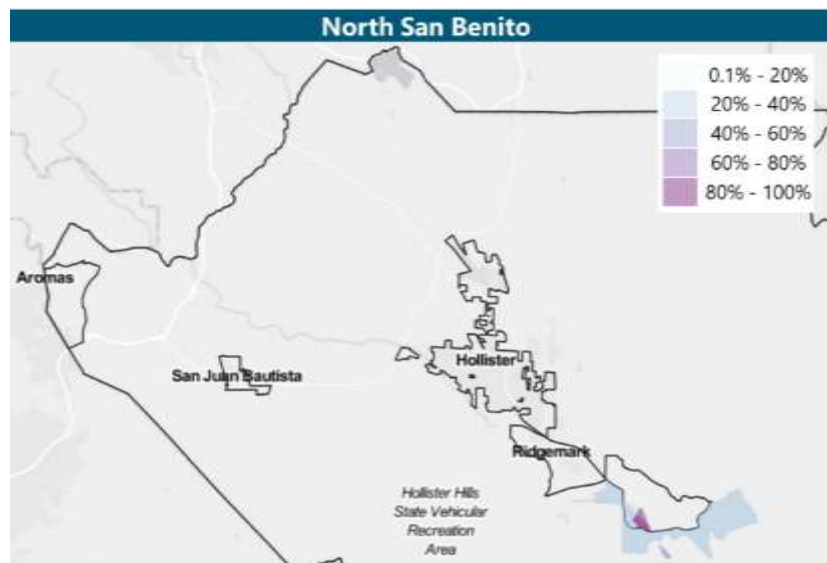 North San Benito
0.1% - 20%
20% - 40%
40% - 60%
60% - 80%
80% - 100%
Aromas
San Juan Bautista
Hollister
Ridgemark
Hollister Hills
State Vehicular
Recreation
Area